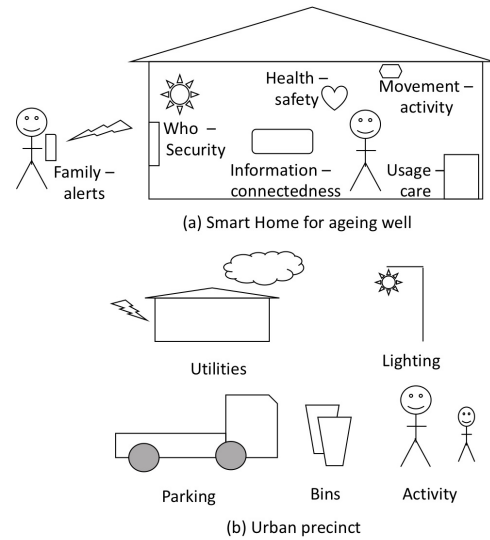 Health –
safety
Movement –
activity
Who –
Security
Family –
alerts
Information –
connectedness
Usage –
care
(a) Smart Home for ageing well
Utilities
Lighting
Parking
Bins
Activity
(b) Urban precinct